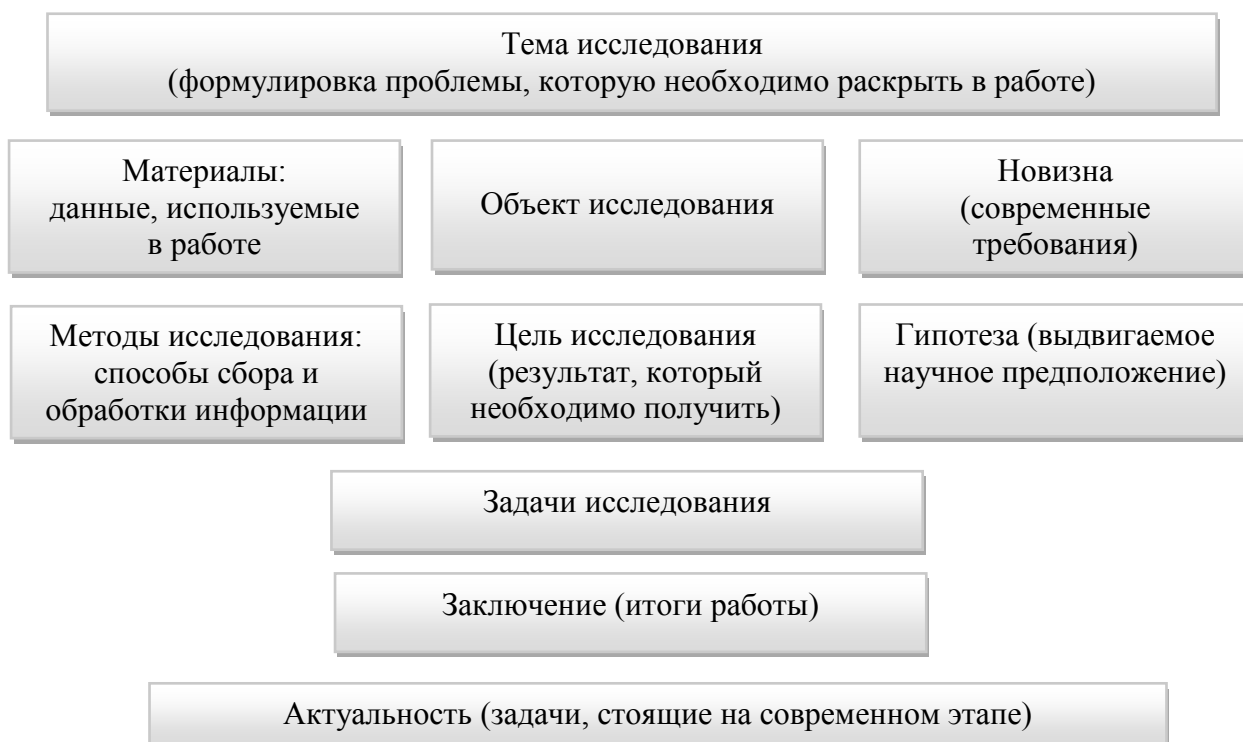 Тема исследования
(формулировка проблемы, которую необходимо раскрыть в работе)
Материалы:
данные, используемые
в работе
Объект исследования
Новизна
(современные
требования)
Методы исследования:
способы сбора и
обработки информации
Цель исследования
(результат, который
необходимо получить)
Гипотеза (выдвигаемое
научное предположение)
Задачи исследования
Заключение (итоги работы)
Актуальность (задачи, стоящие на современном этапе)